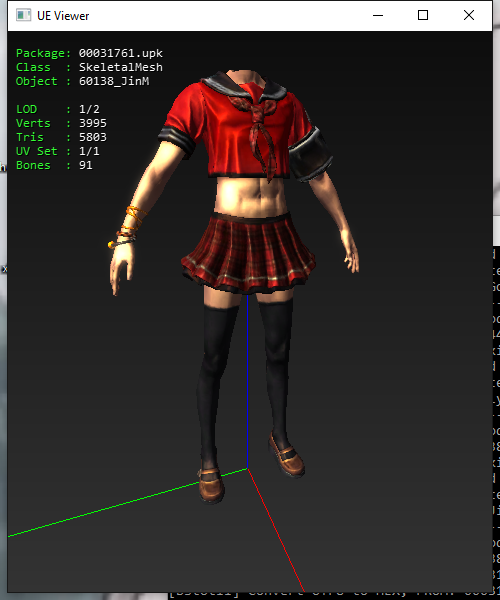 UE Viewer
Package: 00031761.upk
Class : SkeletalMesh
Object : 60138_JinM
LOD : 1/2
Verts : 3995
Tris : 5803
UV Set : 1/1
Bones : 91